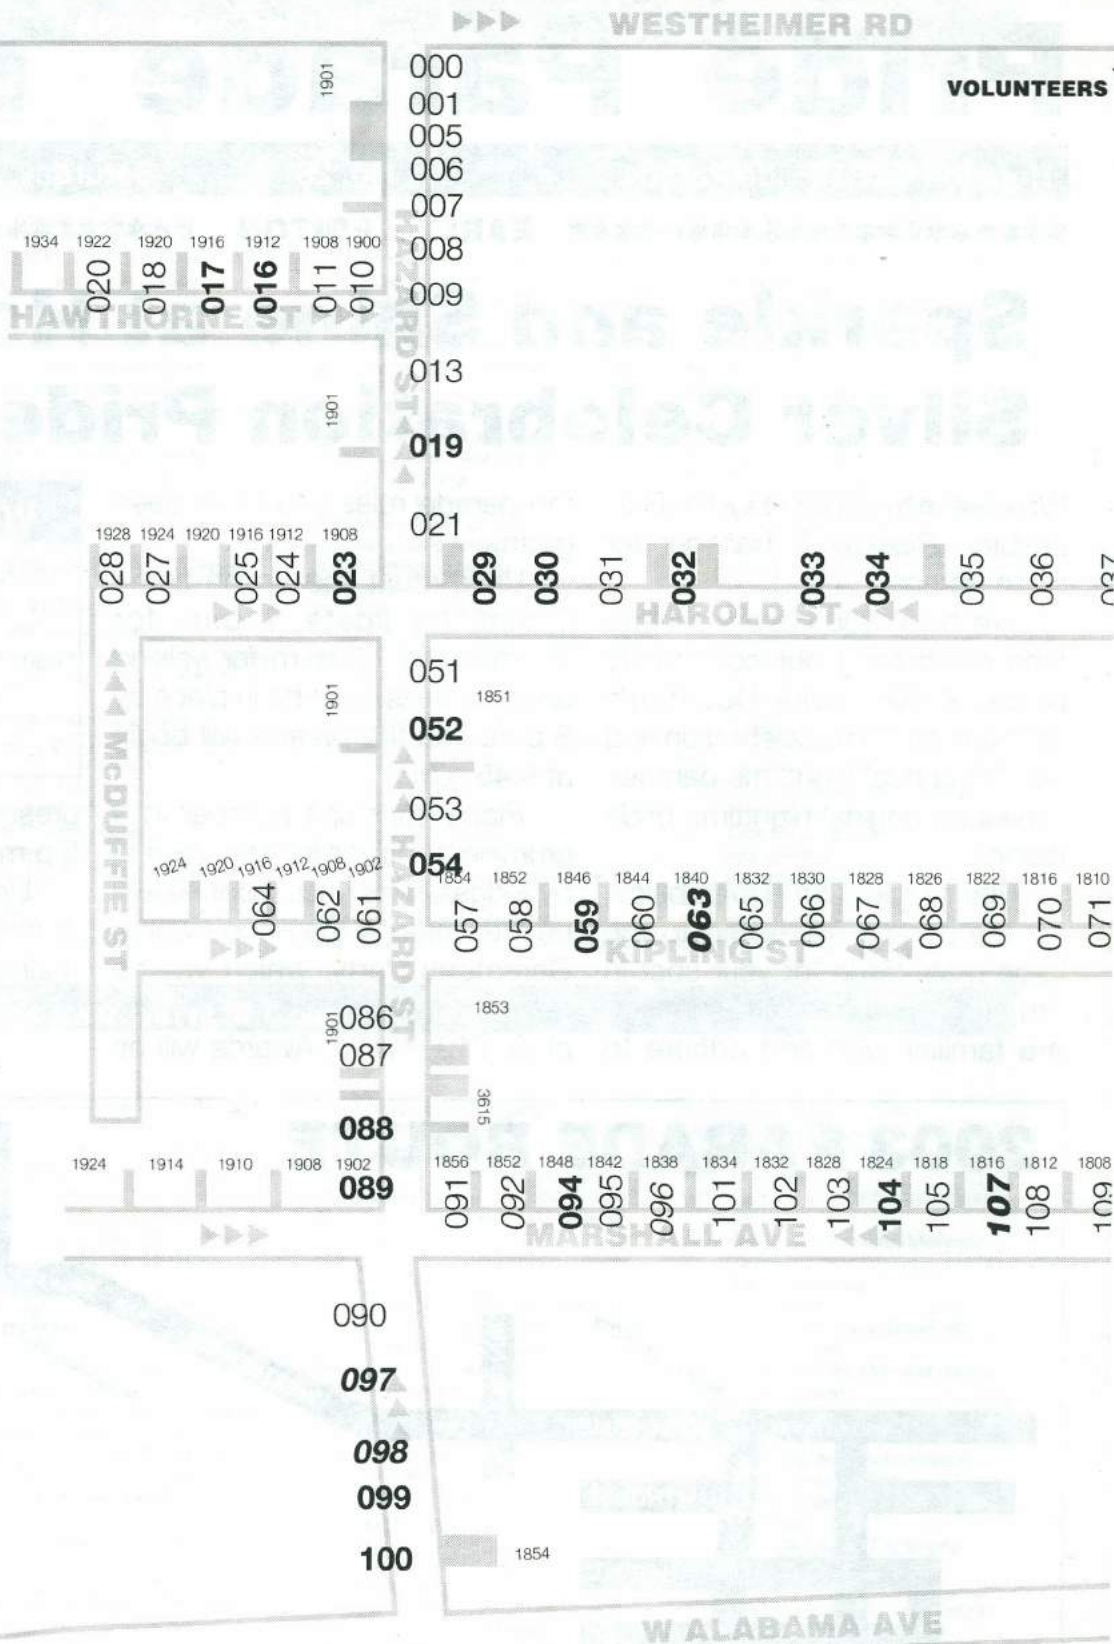 WESTHEIMER RD
VOLUNTEERS
1901
000
001
005
006
007
008
009
HAZARD ST
1934 1922 1920 1916 1912 1908 1900
020 018 017 016 011 010
HAWTHORNE ST
013
1901
019
021
1928 1924 1920 1916 1912 1908
028 027 025 024 023 029 030 031 032 033 034 035 036 037
HAROLD ST
McDUFFIE ST
1901
051
1851
052
053
054
HAZARD ST
1924 1920 1916 1912 1908 1902 1854 1852 1846 1844 1840 1832 1830 1828 1826 1822 1816 1810
064 062 061 057 058 059 060 063 065 066 067 068 069 070 071
KIPLING ST
1901
086
1853
087
3615
088
1924 1914 1910 1908 1902 1856 1852 1848 1842 1838 1834 1832 1828 1824 1818 1816 1812 1808
089 091 092 094 095 096 101 102 103 104 105 107 108 109
MARSHALL AVE
090
097
098
099
100
1854
W ALABAMA AVE